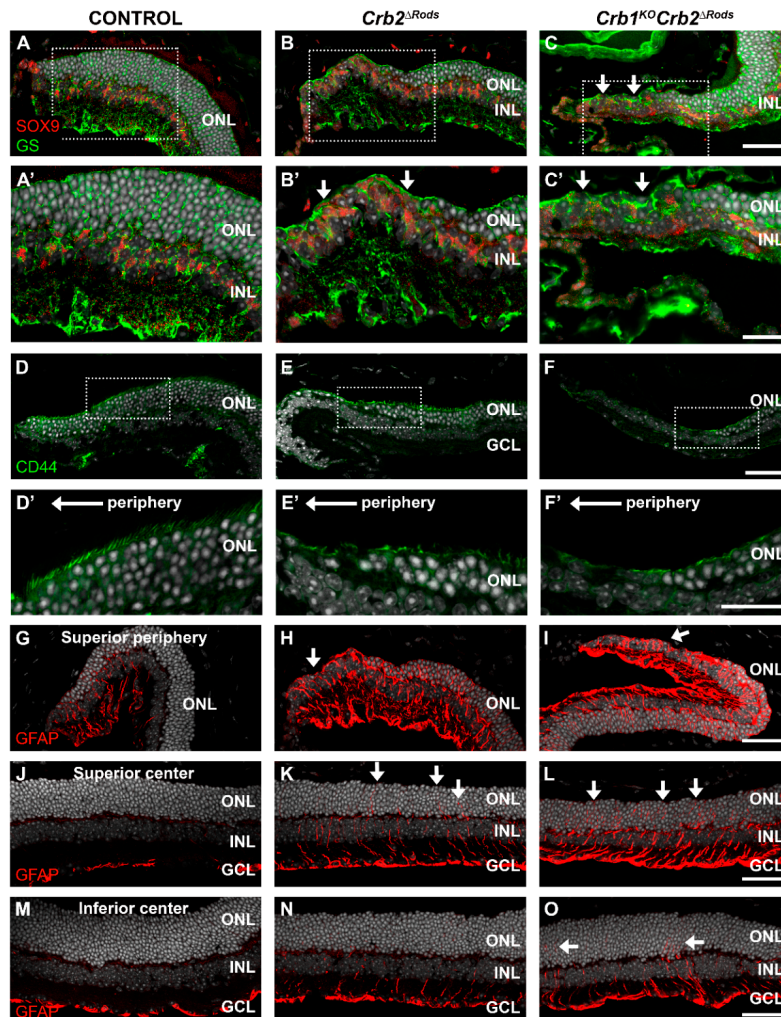 CONTROL Crb2ΔRods Crb1KOCrb2ΔRods
A B C
ONL ONL
INL INL
SOX9 ONL
GS
A' B' C'
ONL ONL ONL
INL INL INL
D E F
ONL ONL ONL
GCL
CD44
D' periphery E' periphery F' periphery
ONL ONL ONL
G Superior periphery H I
ONL ONL ONL
GFAP
J Superior center K L
ONL ONL ONL
INL INL INL
GFAP GCL GCL GCL
M Inferior center N O
ONL ONL ONL
INL INL INL
GFAP GCL GCL GCL